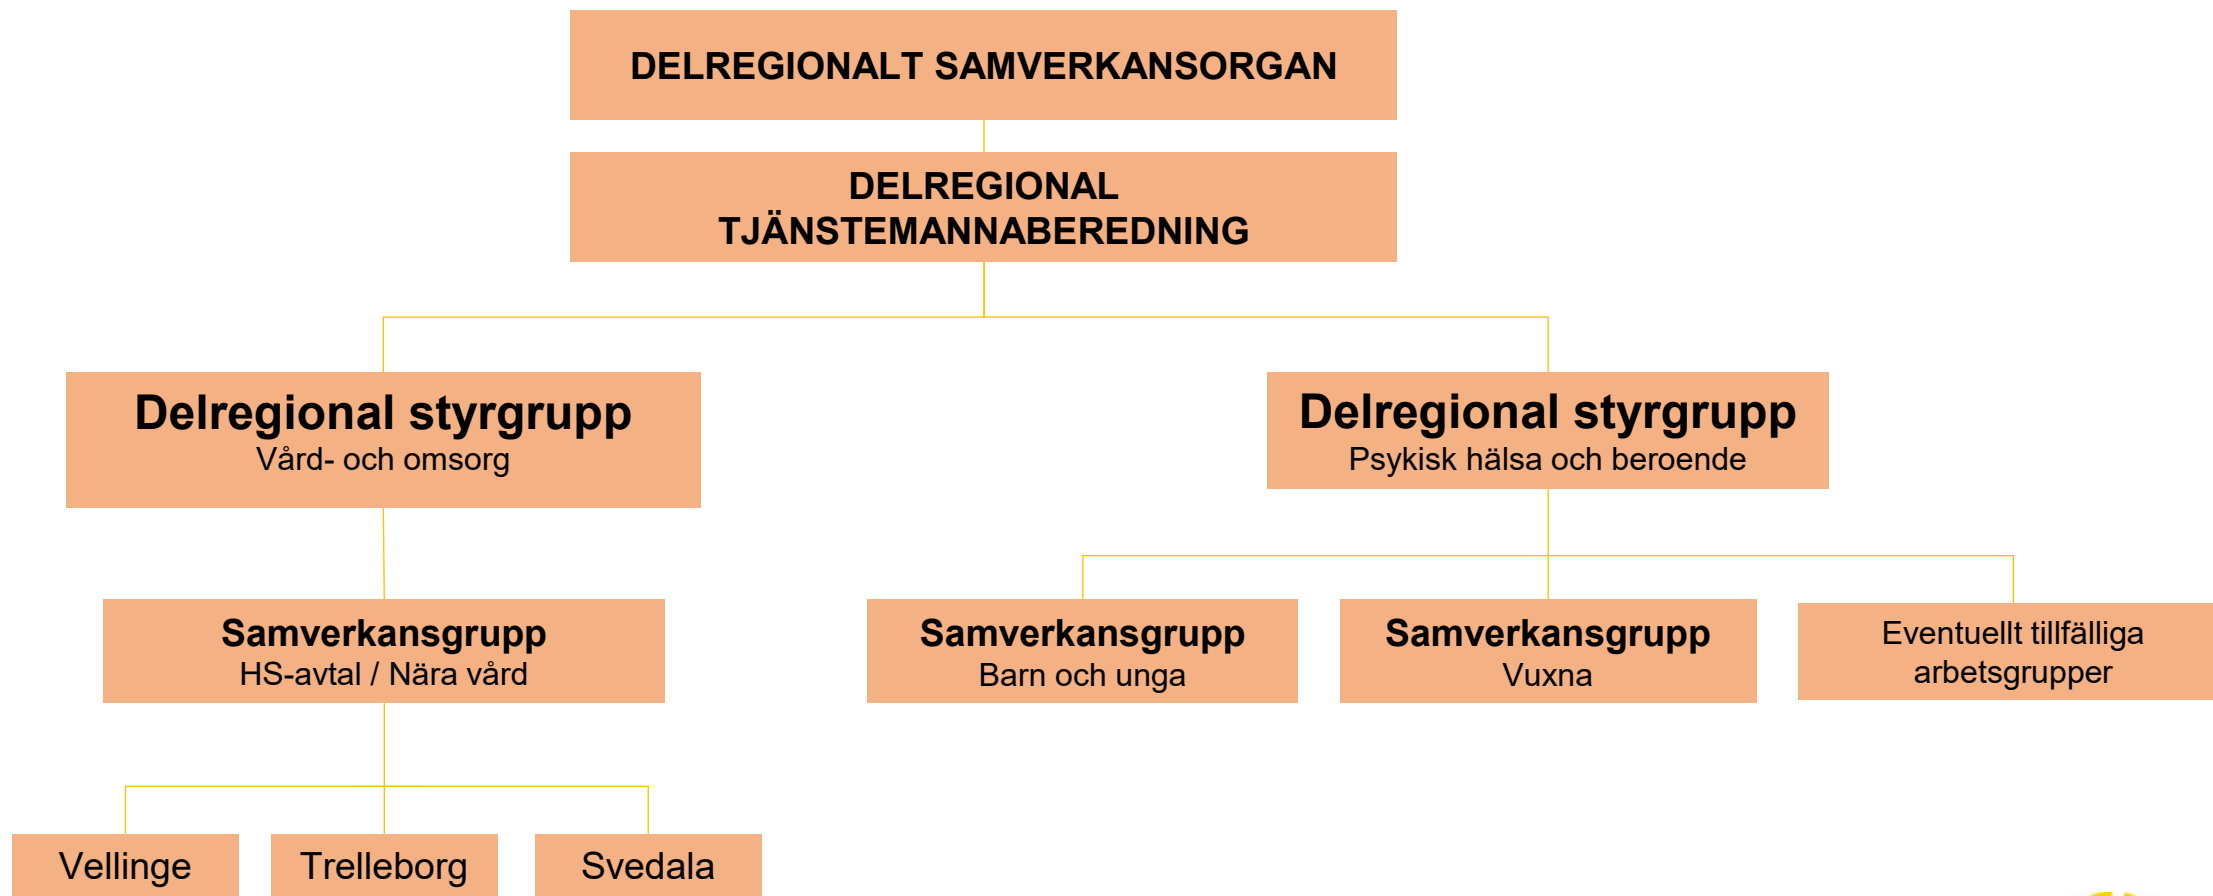 DELREGIONALT SAMVERKANSORGAN
DELREGIONAL
TJÄNSTEMANNABEREDNING
Delregional styrgrupp
Vård- och omsorg
Delregional styrgrupp
Psykisk hälsa och beroende
Samverkansgrupp
HS-avtal / Nära vård
Samverkansgrupp
Barn och unga
Samverkansgrupp
Vuxna
Eventuellt tillfälliga
arbetsgrupper
Vellinge
Trelleborg
Svedala